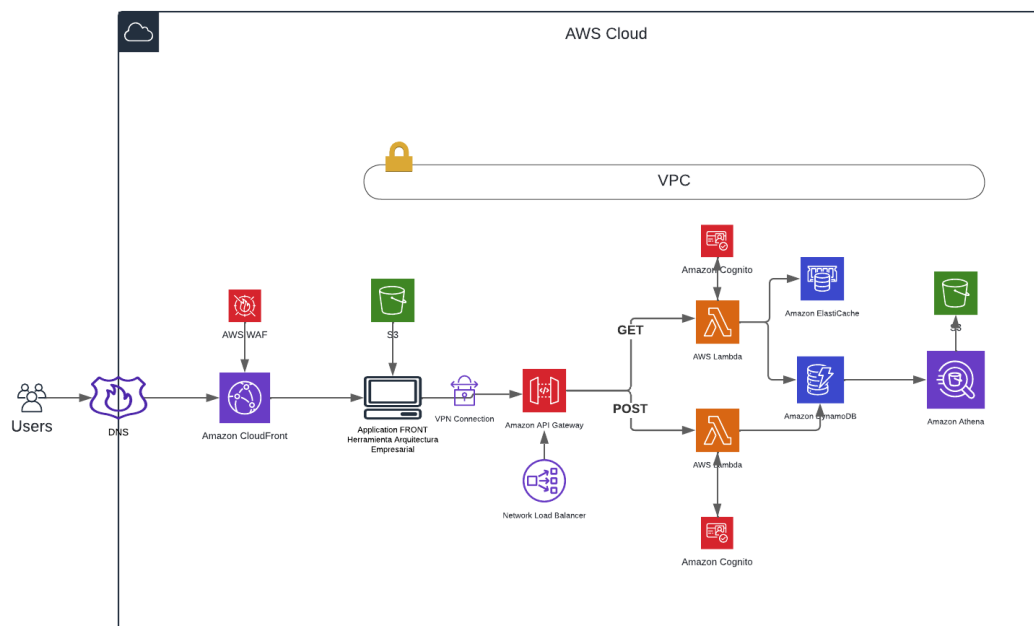 AWS Cloud
VPC
Amazon Cognito
Amazon ElastiCache
AWS WAF
S3
GET
AWS Lambda
S3
Users
DNS
Amazon CloudFront
Application FRONT
Herramienta Arquitectura
Empresarial
VPN Connection
Amazon API Gateway
POST
Amazon DynamoDB
Amazon Athena
AWS Lambda
Network Load Balancer
Amazon Cognito